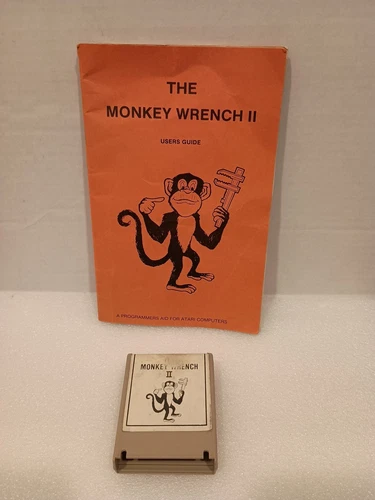 THE
MONKEY WRENCH II
USERS GUIDE
A PROGRAMMERS AID FOR ATARI COMPUTERS
MONKEY WRENCH
II